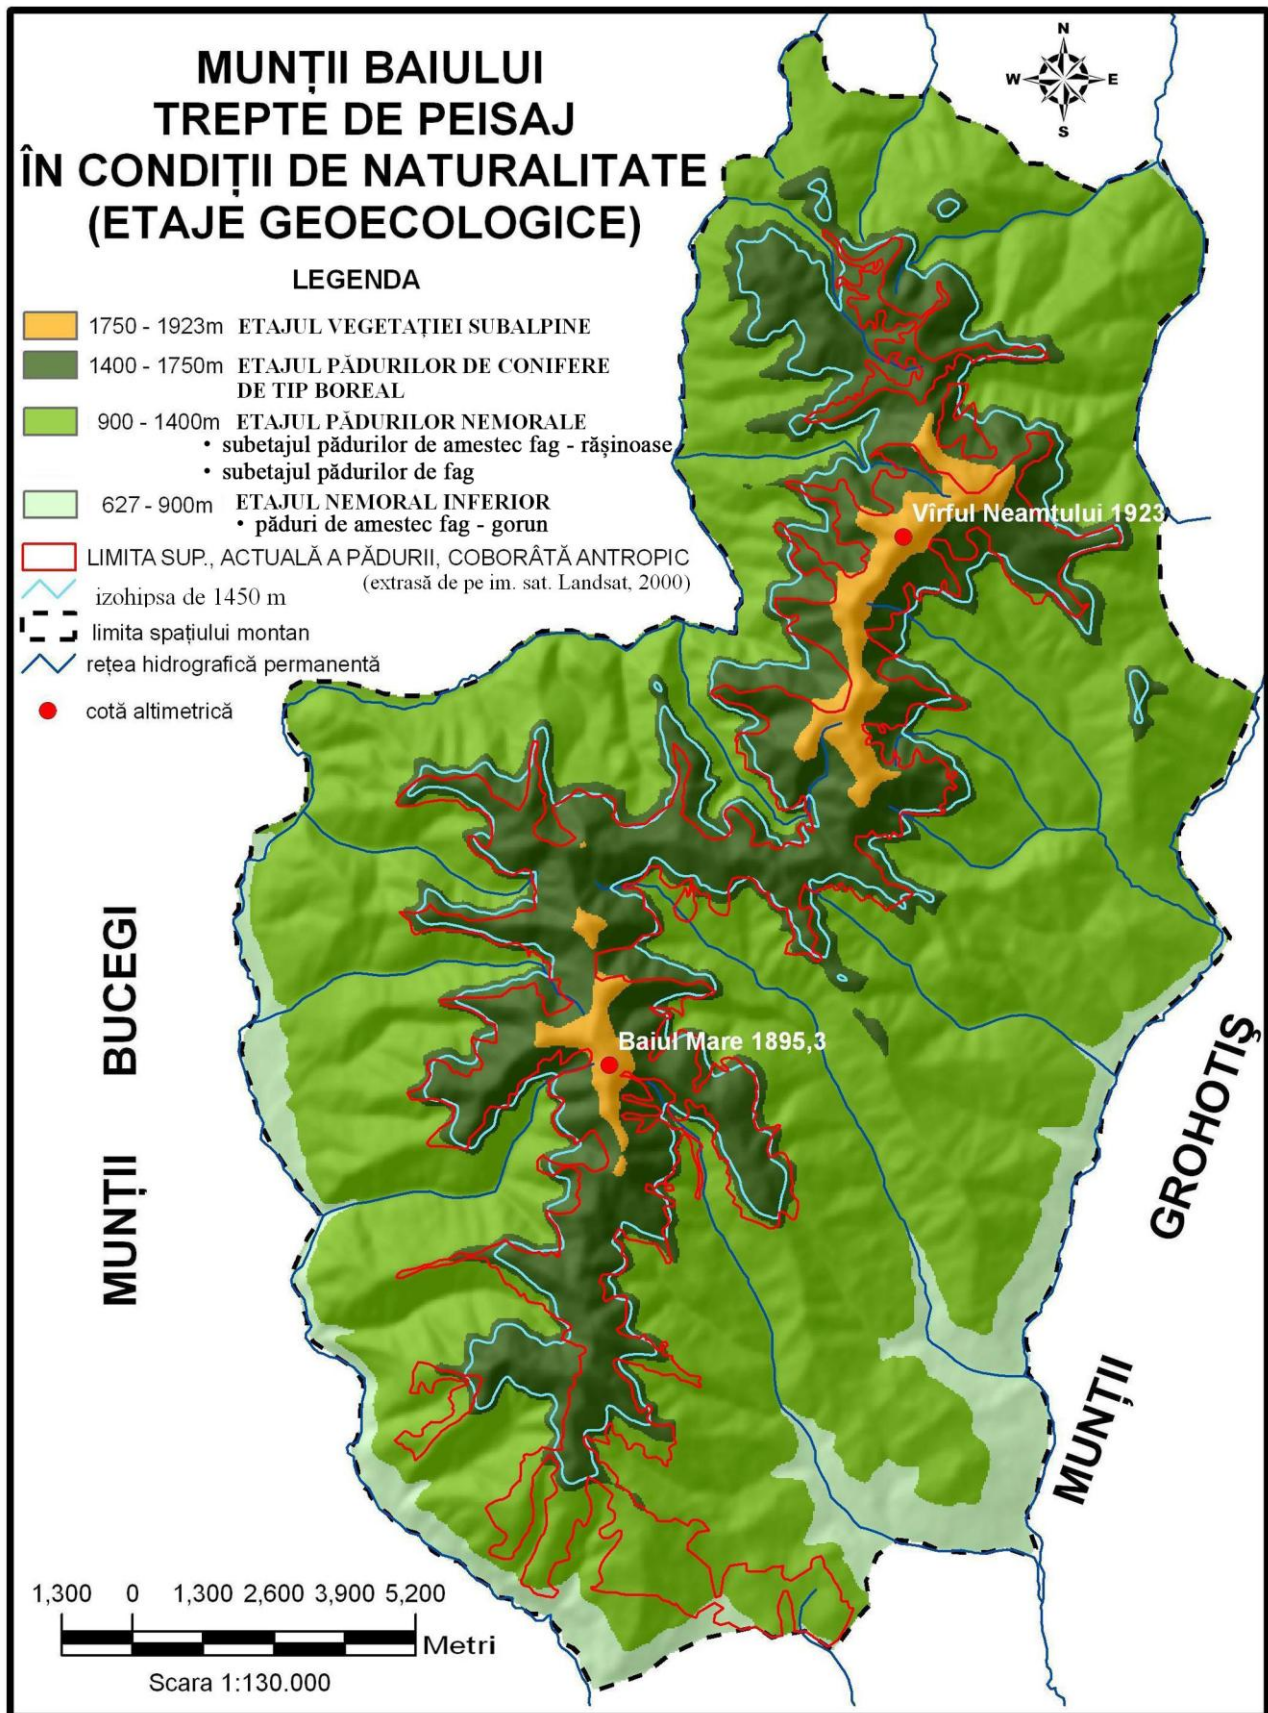 MUNȚII BAIULUI
TREPTE DE PEISAJ
ÎN CONDIȚII DE NATURALITATE
(ETAJE GEOECOLOGICE)
LEGENDA
1750 - 1923m ETAJUL VEGETAȚIEI SUBALPINE
1400 - 1750m ETAJUL PĂDURILOR DE CONIFERE
DE TIP BOREAL
900 - 1400m ETAJUL PĂDURILOR NEMORALE
• subetajul pădurilor de amestec fag - rășinoase
• subetajul pădurilor de fag
627 - 900m ETAJUL NEMORAL INFERIOR
• păduri de amestec fag - gorun
LIMITA SUP., ACTUALĂ A PĂDURII, COBORÂTĂ ANTROPIC
(extrasă de pe im. sat. Landsat, 2000)
izohipsa de 1450 m
limita spațiului montan
rețea hidrografică permanentă
cotă altimetrică
N
W E
S
Vîrful Neamtului 1923
Baiul Mare 1895,3
MUNȚII BUCEGI
MUNȚII GROHOTIŞ
1,300 0 1,300 2,600 3,900 5,200
Metri
Scara 1:130.000